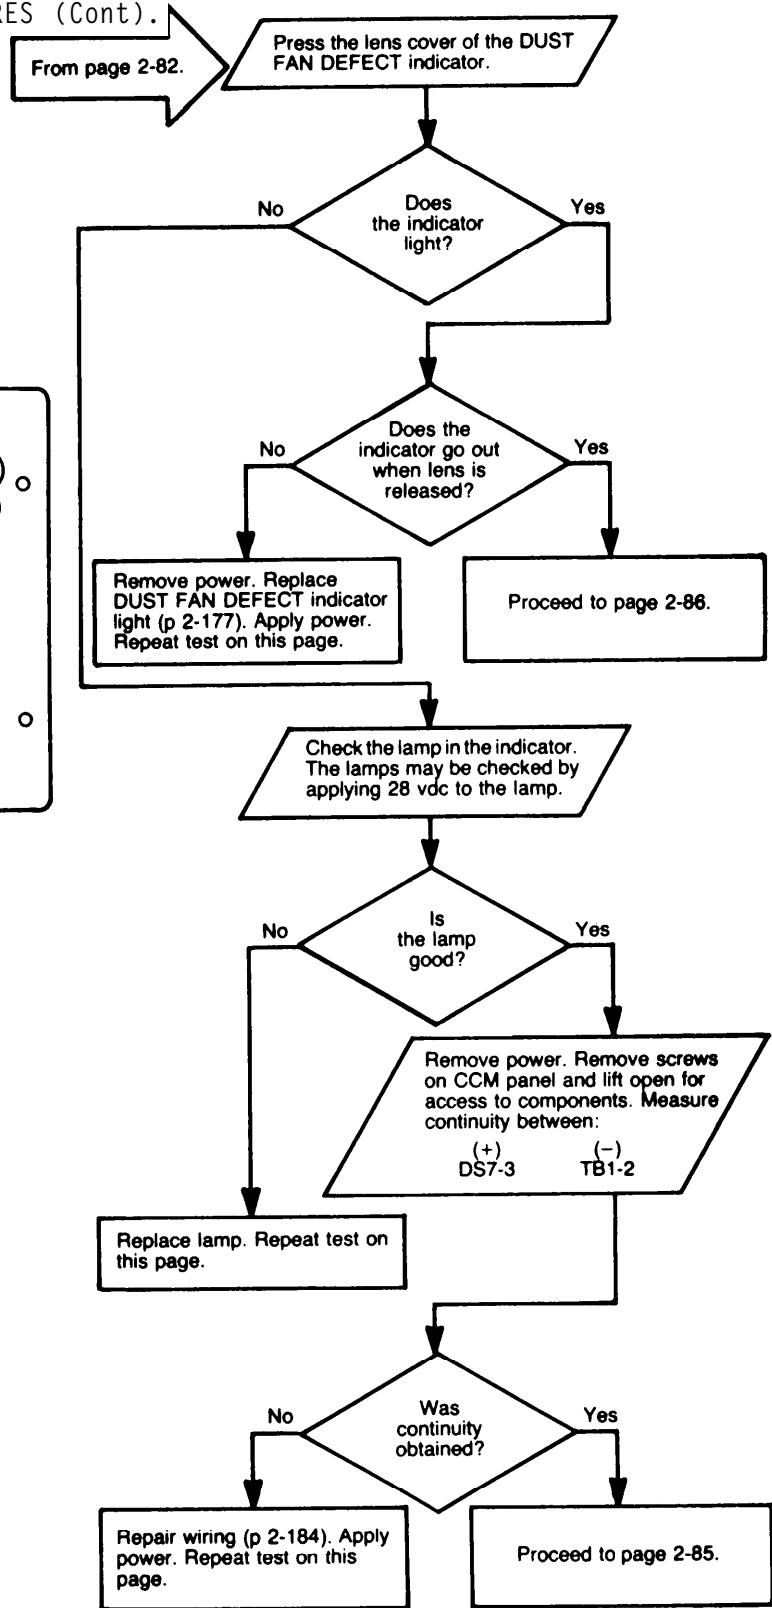 RES (Cont).
From page 2-82.
Press the lens cover of the DUST
FAN DEFECT indicator.
Does
the indicator
light?
No
Yes
Does the
indicator go out
when lens is
released?
No
Yes
Remove power. Replace
DUST FAN DEFECT indicator
light (p 2-177). Apply power.
Repeat test on this page.
Proceed to page 2-86.
Check the lamp in the indicator.
The lamps may be checked by
applying 28 vdc to the lamp.
Is
the lamp
good?
No
Yes
Remove power. Remove screws
on CCM panel and lift open for
access to components. Measure
continuity between:
(+) (−)
DS7-3 TB1-2
Replace lamp. Repeat test on
this page.
Was
continuity
obtained?
No
Yes
Repair wiring (p 2-184). Apply
power. Repeat test on this
page.
Proceed to page 2-85.